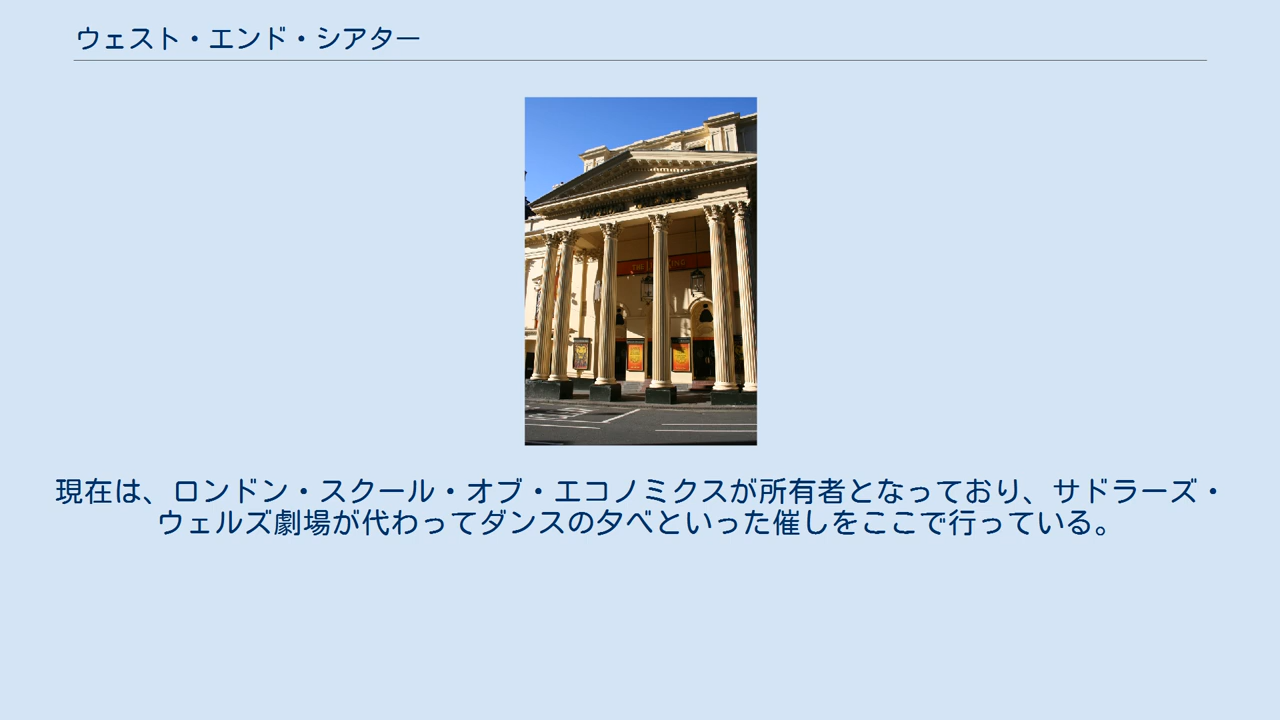 ウェスト・エンド・シアター
現在は、ロンドン・スクール・オブ・エコノミクスが所有者となっており、サドラーズ・
ウェルズ劇場が代わってダンスの夕べといった催しをここで行っている。